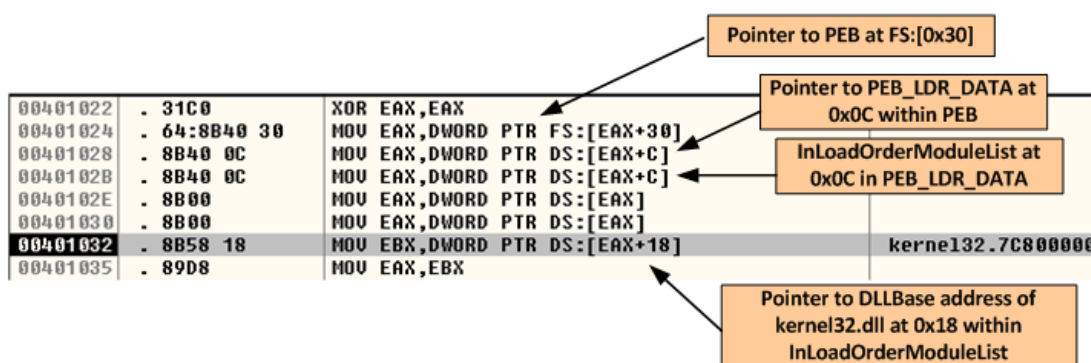 Pointer to PEB at FS:[0x30]
Pointer to PEB_LDR_DATA at
0x0C within PEB
InLoadOrderModuleList at
0x0C in PEB_LDR_DATA
00401022 . 31C0 XOR EAX,EAX
00401024 . 64:8B40 30 MOV EAX,DWORD PTR FS:[EAX+30]
00401028 . 8B40 0C MOV EAX,DWORD PTR DS:[EAX+C]
0040102B . 8B40 0C MOV EAX,DWORD PTR DS:[EAX+C]
0040102E . 8B00 MOV EAX,DWORD PTR DS:[EAX]
00401030 . 8B00 MOV EAX,DWORD PTR DS:[EAX]
00401032 . 8B58 18 MOV EBX,DWORD PTR DS:[EAX+18] kernel32.7C800000
00401035 . 89D8 MOV EAX,EBX
Pointer to DLLBase address of
kernel32.dll at 0x18 within
InLoadOrderModuleList